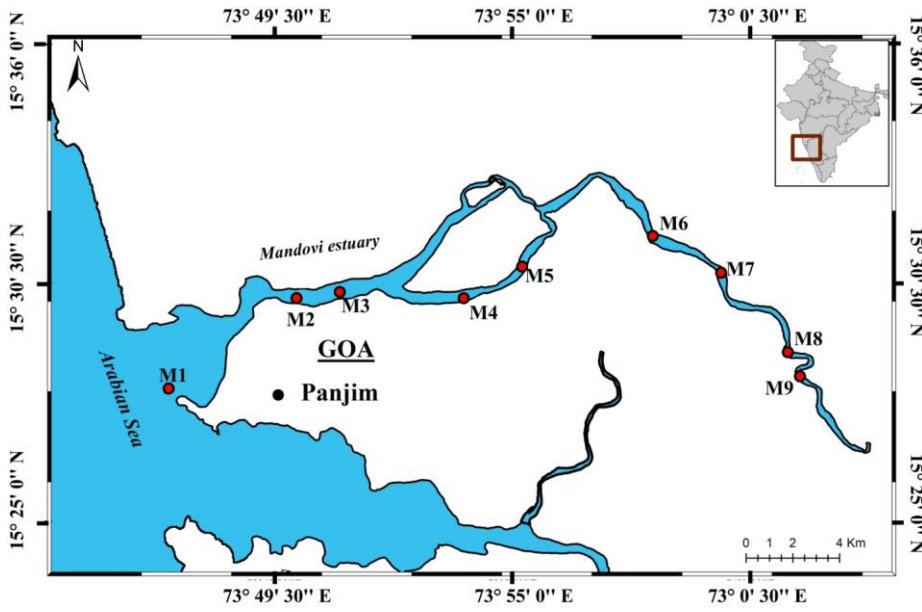 73° 49' 30'' E
73° 55' 0'' E
73° 0' 30'' E
15° 36' 0'' N
15° 36' 0'' N
N
Mandovi estuary
M6
M5
M7
15° 30' 30'' N
15° 30' 30'' N
M2
M3
M4
GOA
M8
M1
M9
Panjim
Arabian Sea
15° 25' 0'' N
15° 25' 0'' N
0 1 2 4 Km
73° 49' 30'' E
73° 55' 0'' E
73° 0' 30'' E